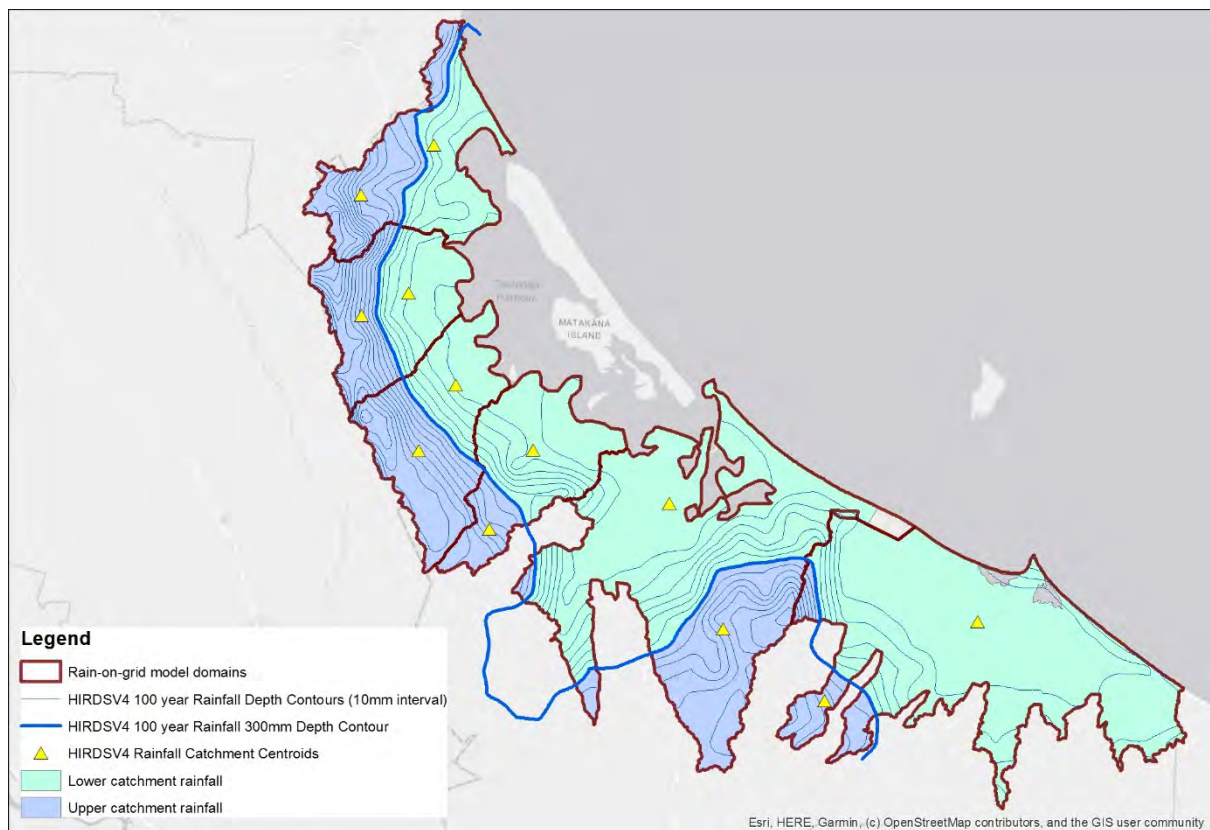 Tauranga
Harbour
MATAKANA
ISLAND
Legend
Rain-on-grid model domains
HIRDSV4 100 year Rainfall Depth Contours (10mm interval)
HIRDSV4 100 year Rainfall 300mm Depth Contour
HIRDSV4 Rainfall Catchment Centroids
Lower catchment rainfall
Upper catchment rainfall
Esri, HERE, Garmin, (c) OpenStreetMap contributors, and the GIS user community